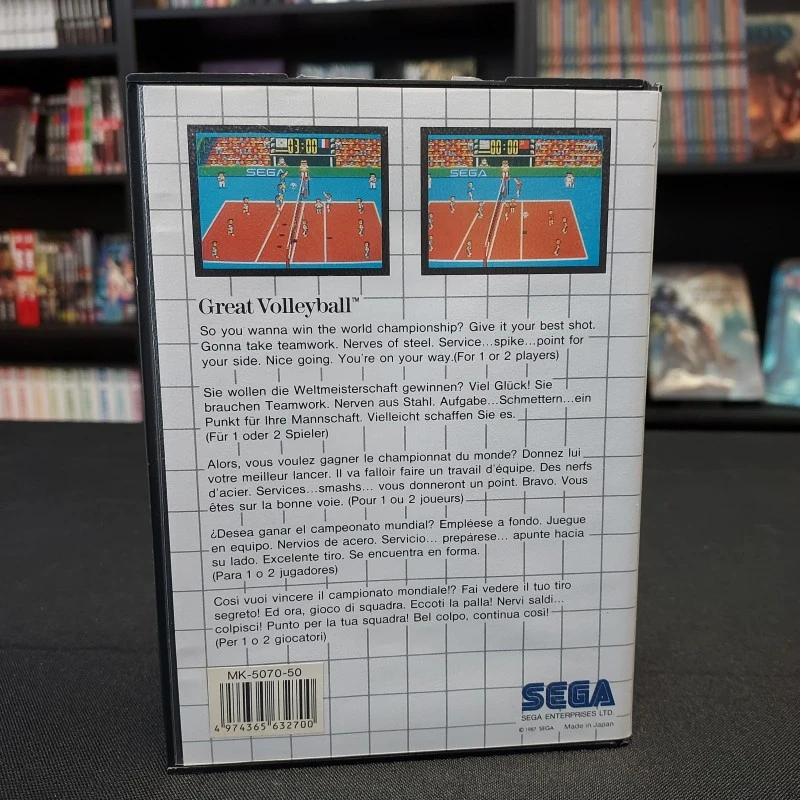 03:00
SEGA
00:00
SEGA
Great Volleyball™
So you wanna win the world championship? Give it your best shot.
Gonna take teamwork. Nerves of steel. Service...spike...point for
your side. Nice going. You're on your way.(For 1 or 2 players)
Sie wollen die Weltmeisterschaft gewinnen? Viel Glück! Sie
brauchen Teamwork. Nerven aus Stahl. Aufgabe...Schmettern...ein
Punkt für Ihre Mannschaft. Vielleicht schaffen Sie es.
(Für 1 oder 2 Spieler)
Alors, vous voulez gagner le championnat du monde? Donnez lui
votre meilleur lancer. Il va falloir faire un travail d'équipe. Des nerfs
d'acier. Services...smashs... vous donneront un point. Bravo. Vous
êtes sur la bonne voie. (Pour 1 ou 2 joueurs)
¿Desea ganar el campeonato mundial? Empléese a fondo. Juegue
en equipo. Nervios de acero. Servicio... prepárese... apunte hacia
su lado. Excelente tiro. Se encuentra en forma.
(Para 1 o 2 jugadores)
Cosi vuoi vincere il campionato mondiale!? Fai vedere il tuo tiro
segreto! Ed ora, gioco di squadra. Eccoti la palla! Nervi saldi...
colpisci! Punto per la tua squadra! Bel colpo, continua cosi!
(Per 1 o 2 giocatori)
MK-5070-50
4 974365 632700
SEGA
SEGA ENTERPRISES LTD.
© 1987 SEGA Made in Japan